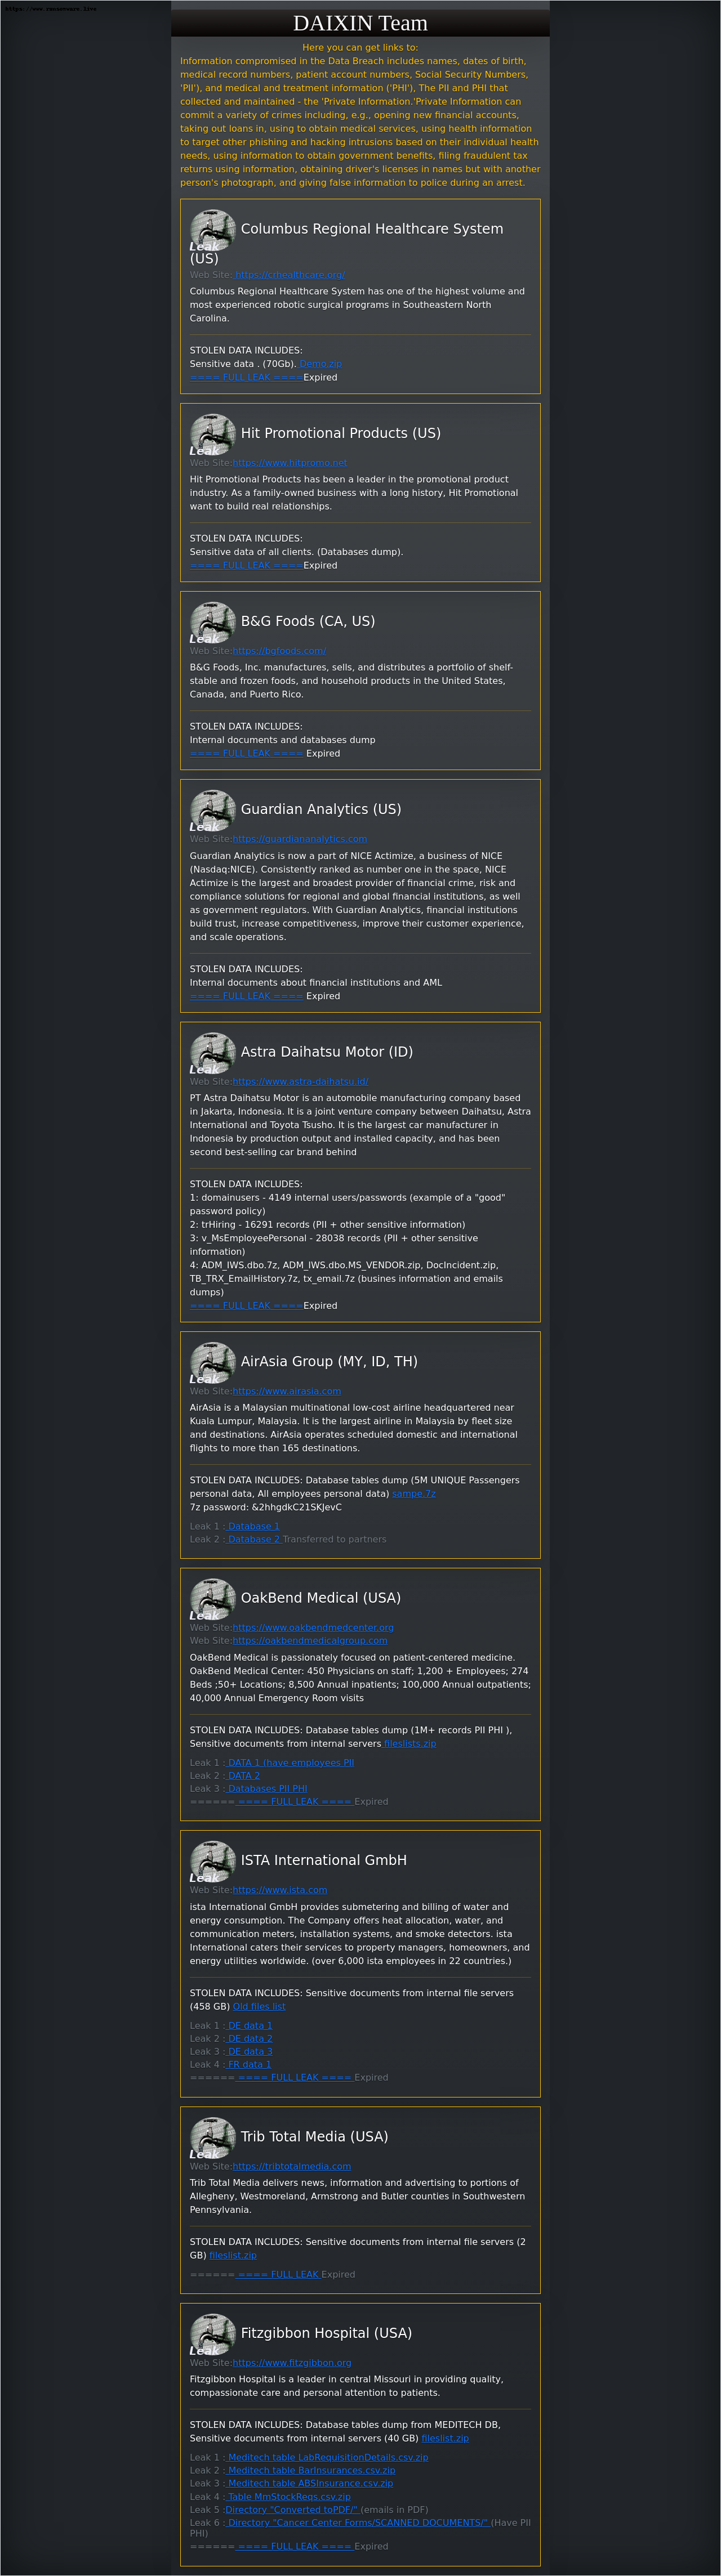 https://www.ransomware.live
DAIXIN Team
Here you can get links to:
Information compromised in the Data Breach includes names, dates of birth,
medical record numbers, patient account numbers, Social Security Numbers,
'PII'), and medical and treatment information ('PHI'), The PII and PHI that
collected and maintained - the 'Private Information.'Private Information can
commit a variety of crimes including, e.g., opening new financial accounts,
taking out loans in, using to obtain medical services, using health information
to target other phishing and hacking intrusions based on their individual health
needs, using information to obtain government benefits, filing fraudulent tax
returns using information, obtaining driver's licenses in names but with another
person's photograph, and giving false information to police during an arrest.
Leak Columbus Regional Healthcare System
(US)
Web Site: https://crhealthcare.org/
Columbus Regional Healthcare System has one of the highest volume and
most experienced robotic surgical programs in Southeastern North
Carolina.
STOLEN DATA INCLUDES:
Sensitive data . (70Gb). Demo.zip
==== FULL LEAK ====Expired
Leak Hit Promotional Products (US)
Web Site:https://www.hitpromo.net
Hit Promotional Products has been a leader in the promotional product
industry. As a family-owned business with a long history, Hit Promotional
want to build real relationships.
STOLEN DATA INCLUDES:
Sensitive data of all clients. (Databases dump).
==== FULL LEAK ====Expired
Leak B&G Foods (CA, US)
Web Site:https://bgfoods.com/
B&G Foods, Inc. manufactures, sells, and distributes a portfolio of shelf-
stable and frozen foods, and household products in the United States,
Canada, and Puerto Rico.
STOLEN DATA INCLUDES:
Internal documents and databases dump
==== FULL LEAK ==== Expired
Leak Guardian Analytics (US)
Web Site:https://guardiananalytics.com
Guardian Analytics is now a part of NICE Actimize, a business of NICE
(Nasdaq:NICE). Consistently ranked as number one in the space, NICE
Actimize is the largest and broadest provider of financial crime, risk and
compliance solutions for regional and global financial institutions, as well
as government regulators. With Guardian Analytics, financial institutions
build trust, increase competitiveness, improve their customer experience,
and scale operations.
STOLEN DATA INCLUDES:
Internal documents about financial institutions and AML
==== FULL LEAK ==== Expired
Leak Astra Daihatsu Motor (ID)
Web Site:https://www.astra-daihatsu.id/
PT Astra Daihatsu Motor is an automobile manufacturing company based
in Jakarta, Indonesia. It is a joint venture company between Daihatsu, Astra
International and Toyota Tsusho. It is the largest car manufacturer in
Indonesia by production output and installed capacity, and has been
second best-selling car brand behind
STOLEN DATA INCLUDES:
1: domainusers - 4149 internal users/passwords (example of a "good"
password policy)
2: trHiring - 16291 records (PII + other sensitive information)
3: v_MsEmployeePersonal - 28038 records (PII + other sensitive
information)
4: ADM_IWS.dbo.7z, ADM_IWS.dbo.MS_VENDOR.zip, DocIncident.zip,
TB_TRX_EmailHistory.7z, tx_email.7z (busines information and emails
dumps)
==== FULL LEAK ====Expired
Leak AirAsia Group (MY, ID, TH)
Web Site:https://www.airasia.com
AirAsia is a Malaysian multinational low-cost airline headquartered near
Kuala Lumpur, Malaysia. It is the largest airline in Malaysia by fleet size
and destinations. AirAsia operates scheduled domestic and international
flights to more than 165 destinations.
STOLEN DATA INCLUDES: Database tables dump (5M UNIQUE Passengers
personal data, All employees personal data) sampe.7z
7z password: &2hhgdkC21SKJevC
Leak 1 : Database 1
Leak 2 : Database 2 Transferred to partners
Leak OakBend Medical (USA)
Web Site:https://www.oakbendmedcenter.org
Web Site:https://oakbendmedicalgroup.com
OakBend Medical is passionately focused on patient-centered medicine.
OakBend Medical Center: 450 Physicians on staff; 1,200 + Employees; 274
Beds ;50+ Locations; 8,500 Annual inpatients; 100,000 Annual outpatients;
40,000 Annual Emergency Room visits
STOLEN DATA INCLUDES: Database tables dump (1M+ records PII PHI ),
Sensitive documents from internal servers fileslists.zip
Leak 1 : DATA 1 (have employees PII
Leak 2 : DATA 2
Leak 3 : Databases PII PHI
====== ==== FULL LEAK ==== Expired
Leak ISTA International GmbH
Web Site:https://www.ista.com
ista International GmbH provides submetering and billing of water and
energy consumption. The Company offers heat allocation, water, and
communication meters, installation systems, and smoke detectors. ista
International caters their services to property managers, homeowners, and
energy utilities worldwide. (over 6,000 ista employees in 22 countries.)
STOLEN DATA INCLUDES: Sensitive documents from internal file servers
(458 GB) Old files list
Leak 1 : DE data 1
Leak 2 : DE data 2
Leak 3 : DE data 3
Leak 4 : FR data 1
====== ==== FULL LEAK ==== Expired
Leak Trib Total Media (USA)
Web Site:https://tribtotalmedia.com
Trib Total Media delivers news, information and advertising to portions of
Allegheny, Westmoreland, Armstrong and Butler counties in Southwestern
Pennsylvania.
STOLEN DATA INCLUDES: Sensitive documents from internal file servers (2
GB) fileslist.zip
====== ==== FULL LEAK Expired
Leak Fitzgibbon Hospital (USA)
Web Site:https://www.fitzgibbon.org
Fitzgibbon Hospital is a leader in central Missouri in providing quality,
compassionate care and personal attention to patients.
STOLEN DATA INCLUDES: Database tables dump from MEDITECH DB,
Sensitive documents from internal servers (40 GB) fileslist.zip
Leak 1 : Meditech table LabRequisitionDetails.csv.zip
Leak 2 : Meditech table BarInsurances.csv.zip
Leak 3 : Meditech table ABSInsurance.csv.zip
Leak 4 : Table MmStockReqs.csv.zip
Leak 5 :Directory "Converted toPDF/" (emails in PDF)
Leak 6 : Directory "Cancer Center Forms/SCANNED DOCUMENTS/" (Have PII
PHI)
====== ==== FULL LEAK ==== Expired